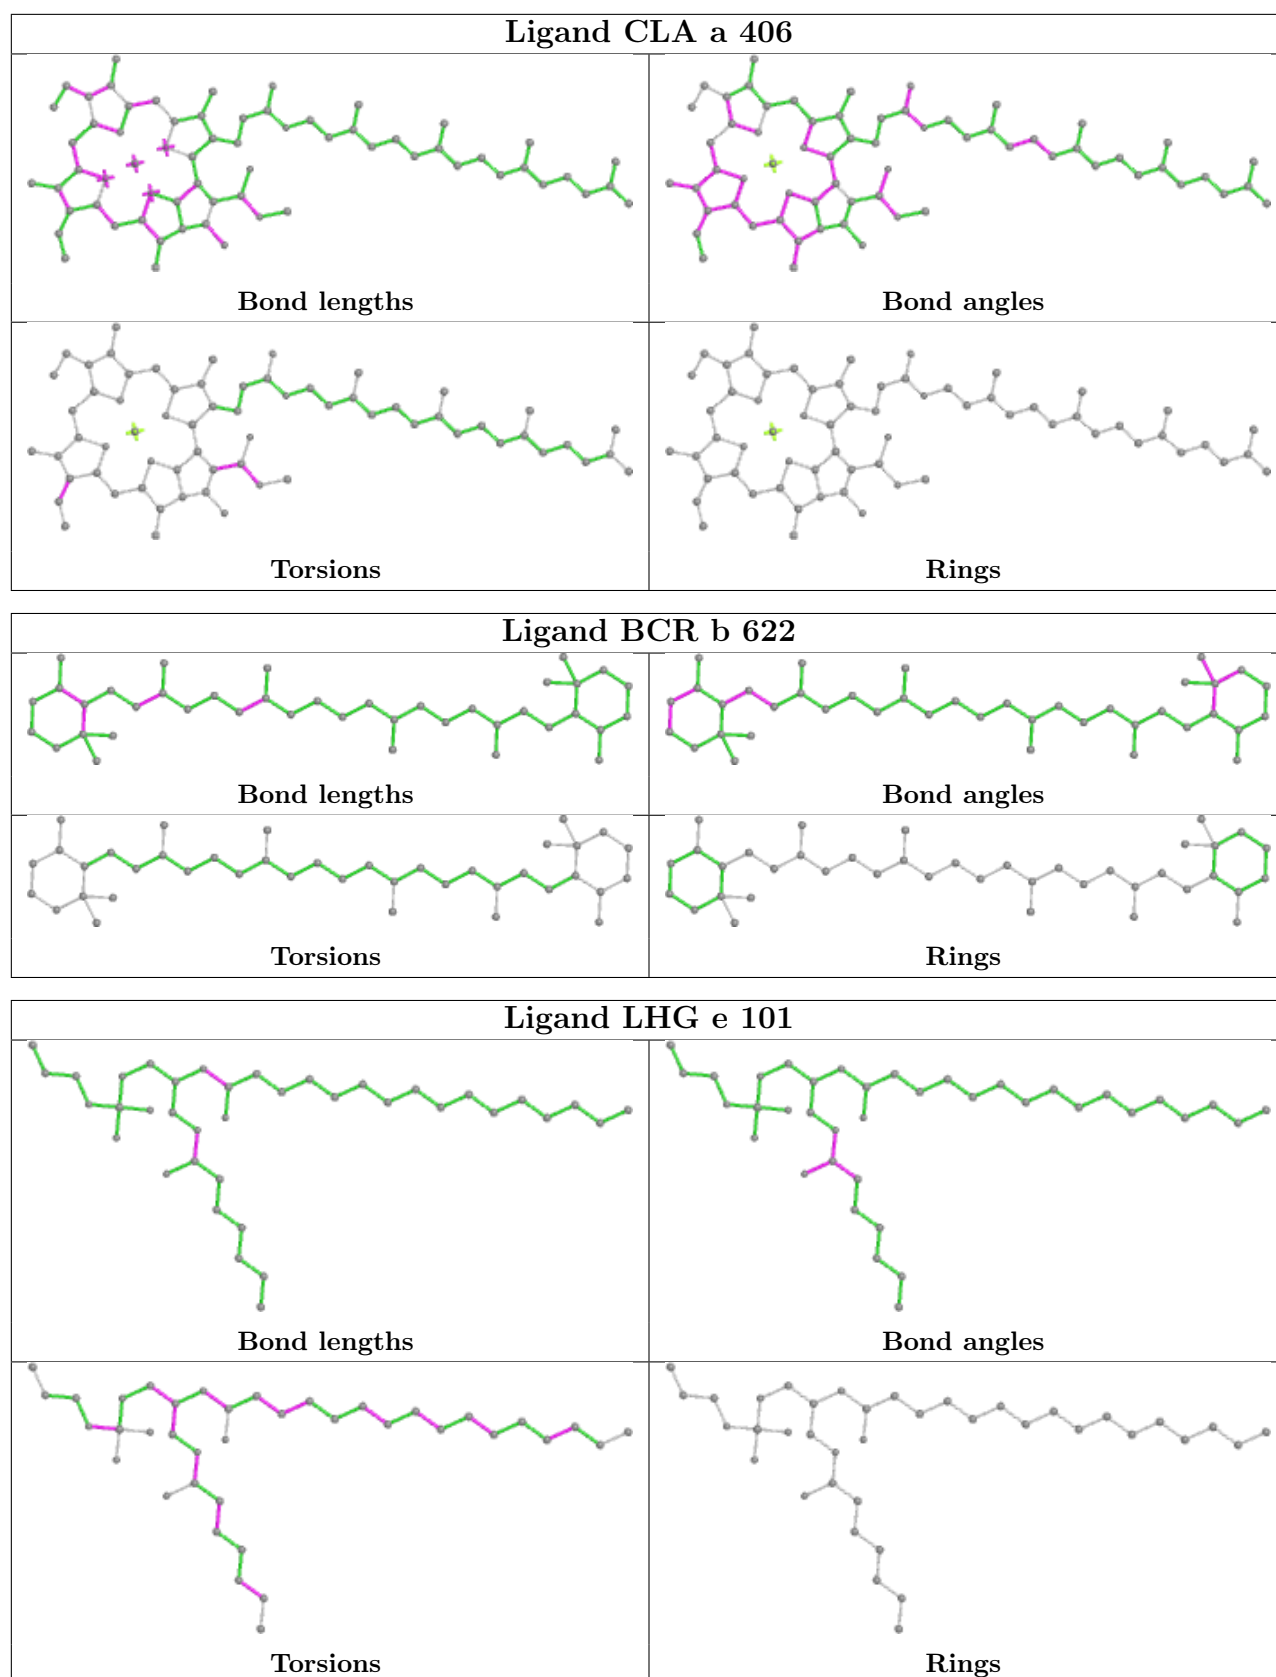 Ligand CLA a 406
Bond lengths
Bond angles
Torsions
Rings
Ligand BCR b 622
Bond lengths
Bond angles
Torsions
Rings
Ligand LHG e 101
Bond lengths
Bond angles
Torsions
Rings